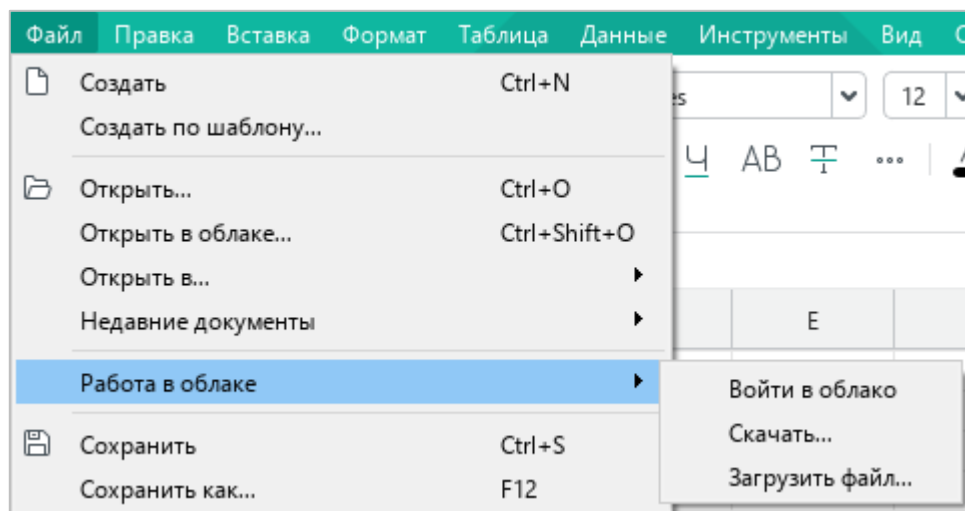 Файл Правка Вставка Формат Таблица Данные Инструменты Вид
Создать Ctrl+N
Создать по шаблону...
Открыть... Ctrl+O
Открыть в облаке... Ctrl+Shift+O
Открыть в...
Недавние документы
Работа в облаке
Сохранить Ctrl+S
Сохранить как... F12
Войти в облако
Скачать...
Загрузить файл...
es 12
Ч АВ Т •••
E